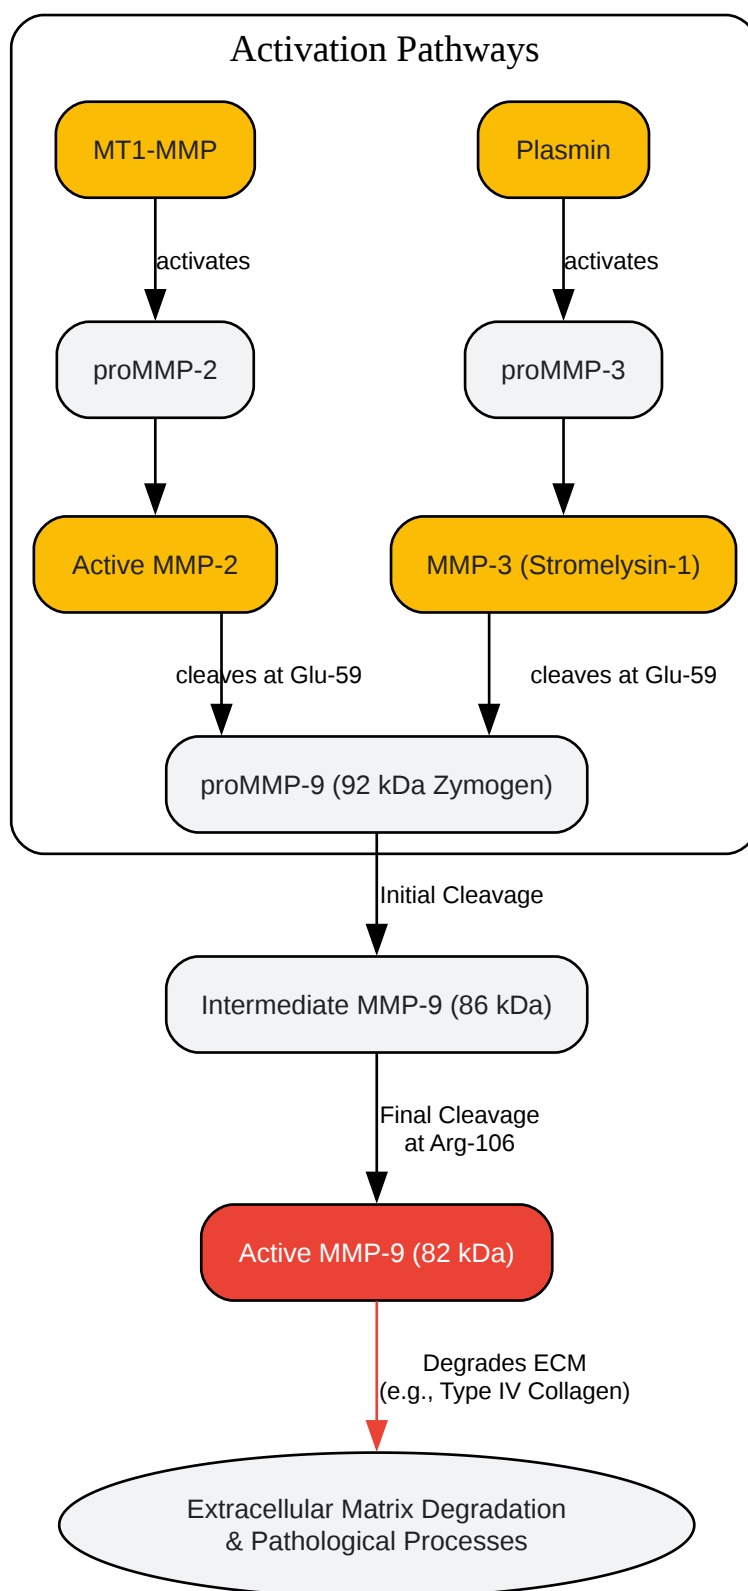 Activation Pathways
MT1-MMP
Plasmin
activates
activates
proMMP-2
proMMP-3
Active MMP-2
MMP-3 (Stromelysin-1)
cleaves at Glu-59
cleaves at Glu-59
proMMP-9 (92 kDa Zymogen)
Initial Cleavage
Intermediate MMP-9 (86 kDa)
Final Cleavage
at Arg-106
Active MMP-9 (82 kDa)
Degrades ECM
(e.g., Type IV Collagen)
Extracellular Matrix Degradation
& Pathological Processes